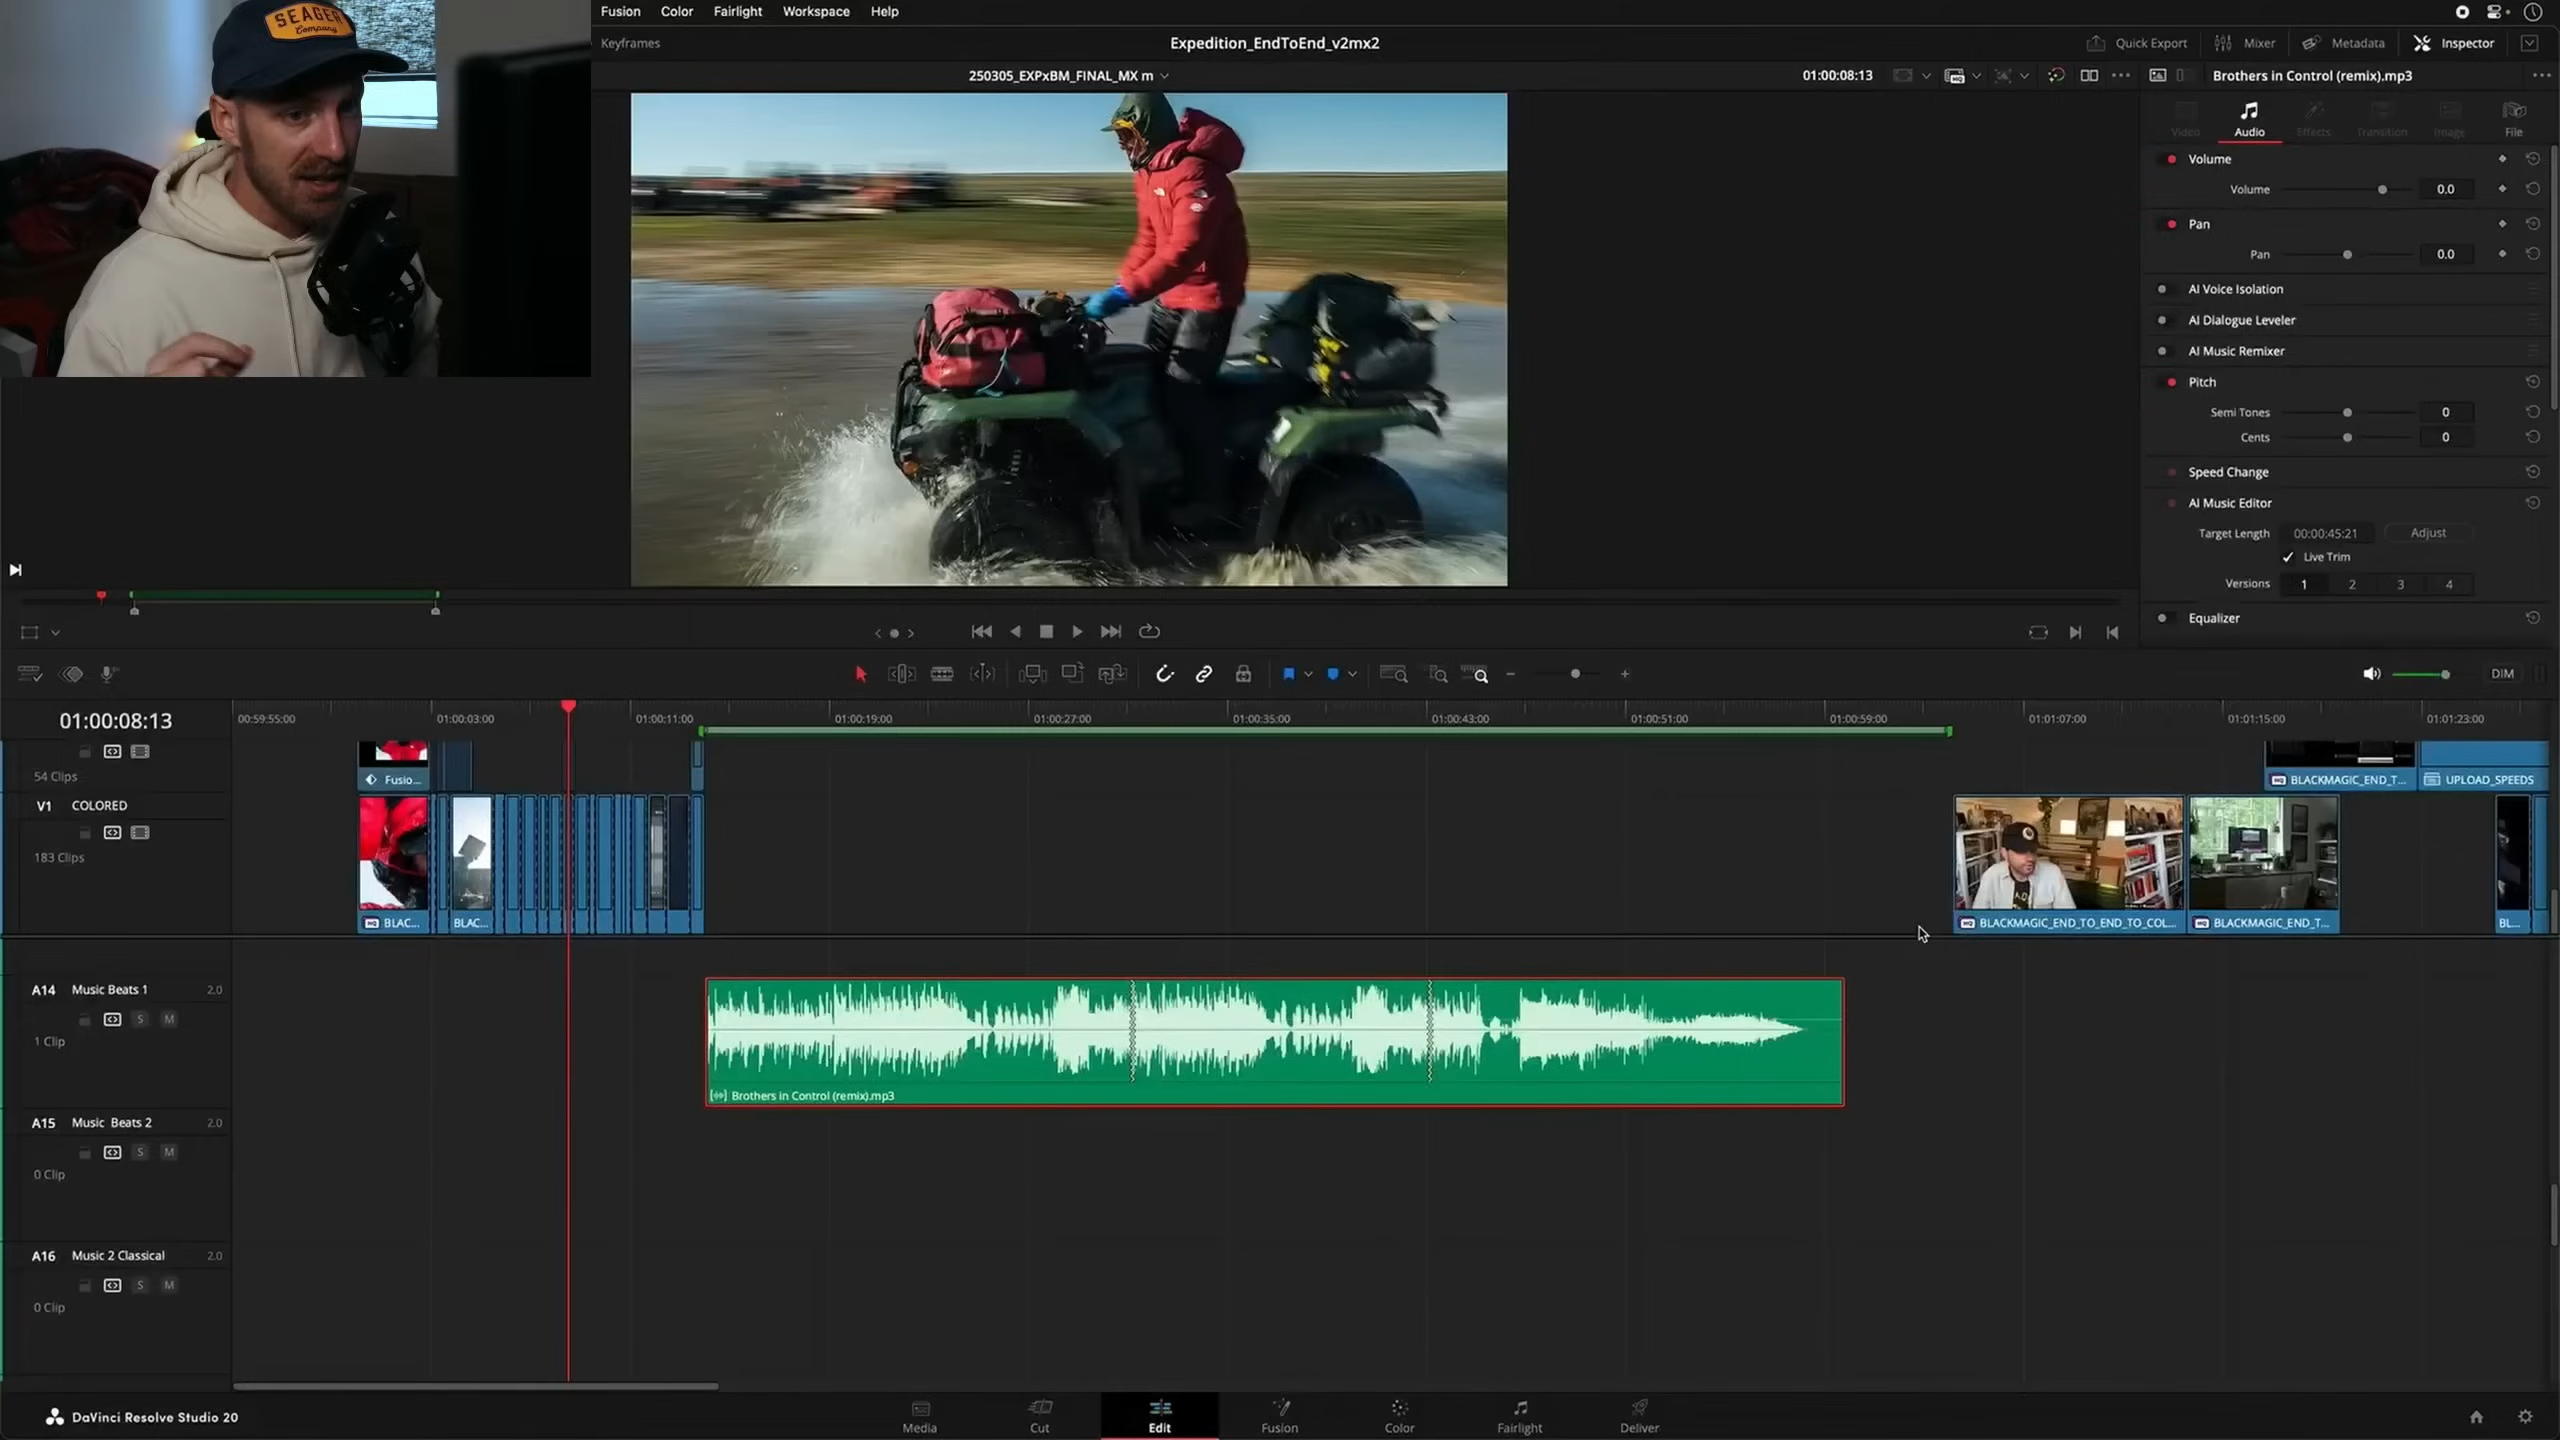 SEAGER
Company
Fusion Color Fairlight Workspace Help
Keyframes
Expedition_EndToEnd_v2mx2
Quick Export Mixer Metadata Inspector
250305_EXPxBM_FINAL_MX m
01:00:08:13
Brothers in Control (remix).mp3
Video Audio Effects Transition Image File
Volume
Volume 0.0
Pan
Pan 0.0
AI Voice Isolation
AI Dialogue Leveler
AI Music Remixer
Pitch
Semi Tones 0
Cents 0
Speed Change
AI Music Editor
Target Length 00:00:45:21 Adjust
Live Trim
Versions 1 2 3 4
Equalizer
DIM
01:00:08:13
00:59:55:00 01:00:03:00 01:00:11:00 01:00:19:00 01:00:27:00 01:00:35:00 01:00:43:00 01:00:51:00 01:00:59:00 01:01:07:00 01:01:15:00 01:01:23:00
54 Clips
Fusio...
BLACKMAGIC_END_T... UPLOAD_SPEEDS
V1 COLORED
183 Clips
BLAC... BLAC...
BLACKMAGIC_END_TO_END_TO_COL... BLACKMAGIC_END_T... BL...
A14 Music Beats 1 2.0
S M
1 Clip
Brothers in Control (remix).mp3
A15 Music Beats 2 2.0
S M
0 Clip
A16 Music 2 Classical 2.0
S M
0 Clip
DaVinci Resolve Studio 20
Media Cut Edit Fusion Color Fairlight Deliver